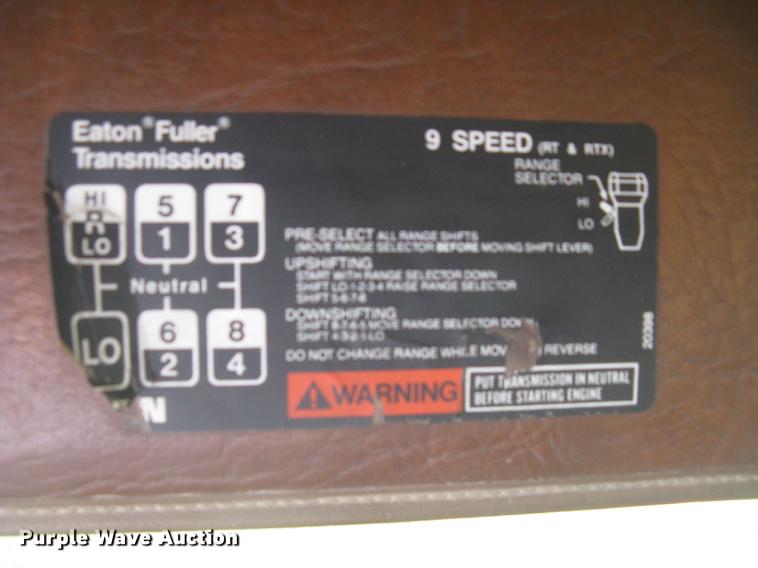 Eaton® Fuller®
Transmissions
9 SPEED (RT & RTX)
RANGE
SELECTOR
HI
LO
HI
R
LO
5
1
7
3
Neutral
LO
6
2
8
4
PRE-SELECT ALL RANGE SHIFTS
(MOVE RANGE SELECTOR BEFORE MOVING SHIFT LEVER)
UPSHIFTING
START WITH RANGE SELECTOR DOWN
SHIFT LO-1-2-3-4 RAISE RANGE SELECTOR
SHIFT 5-6-7-8
DOWNSHIFTING
SHIFT 8-7-6-5 MOVE RANGE SELECTOR DOWN
SHIFT 4-3-2-1-LO
DO NOT CHANGE RANGE WHILE REVERSE
WARNING
PUT TRANSMISSION IN NEUTRAL
BEFORE STARTING ENGINE
20398
Purple Wave Auction